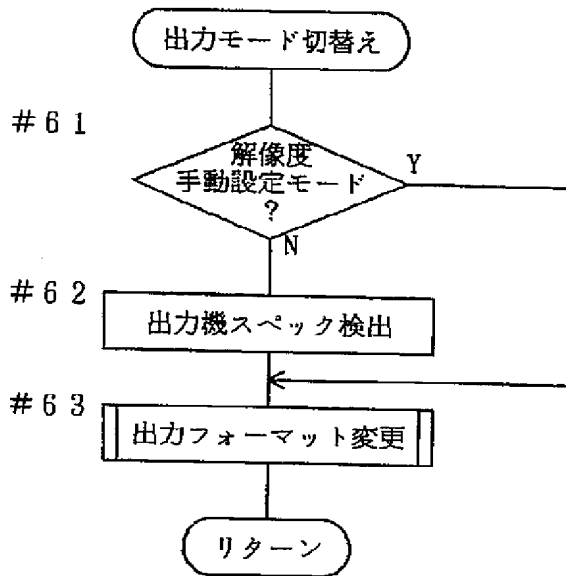 出力モード切替え
#61
解像度
手動設定モード
?
Y
N
#62
出力機スペック検出
#63
出力フォーマット変更
リターン